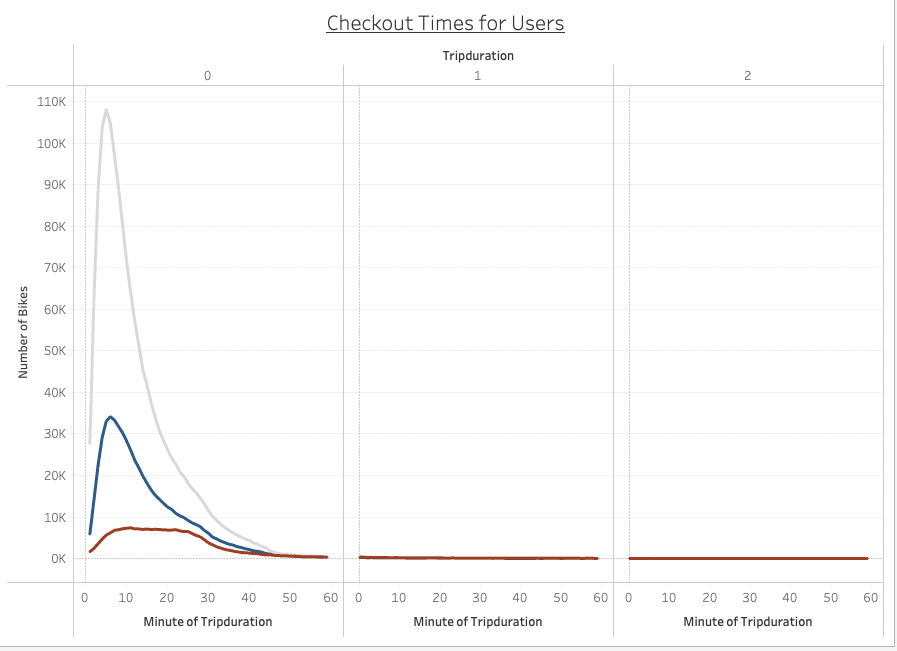 Checkout Times for Users
Tripduration
0 1 2
110K
100K
90K
80K
70K
60K
50K
40K
30K
20K
10K
0K
Number of Bikes
0 10 20 30 40 50 60 0 10 20 30 40 50 60 0 10 20 30 40 50 60
Minute of Tripduration Minute of Tripduration Minute of Tripduration